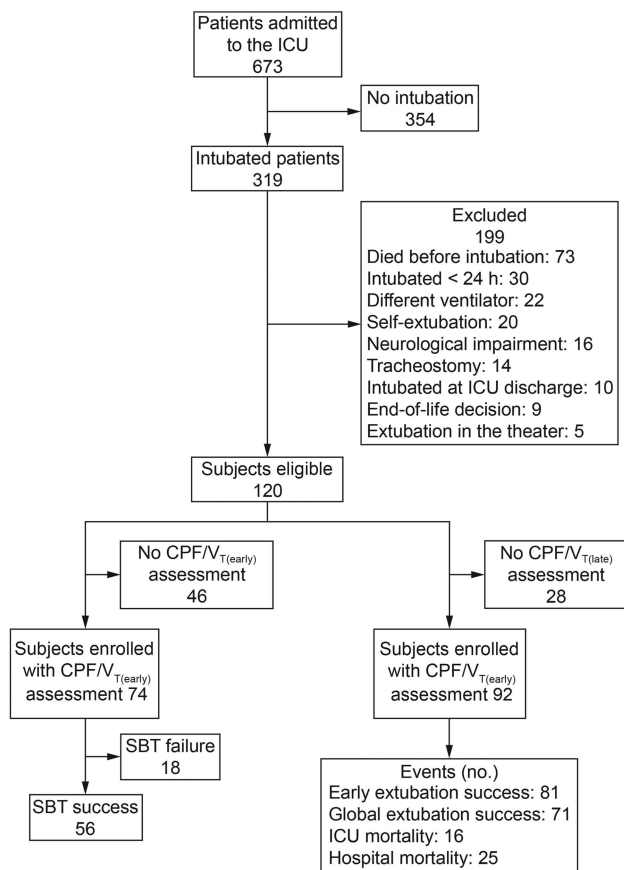 Patients admitted
to the ICU
673
No intubation
354
Intubated patients
319
Excluded
199
Died before intubation: 73
Intubated < 24 h: 30
Different ventilator: 22
Self-extubation: 20
Neurological impairment: 16
Tracheostomy: 14
Intubated at ICU discharge: 10
End-of-life decision: 9
Extubation in the theater: 5
Subjects eligible
120
No CPF/VT(early)
assessment
46
No CPF/VT(late)
assessment
28
Subjects enrolled
with CPF/VT(early)
assessment 74
Subjects enrolled
with CPF/VT(early)
assessment 92
SBT failure
18
SBT success
56
Events (no.)
Early extubation success: 81
Global extubation success: 71
ICU mortality: 16
Hospital mortality: 25